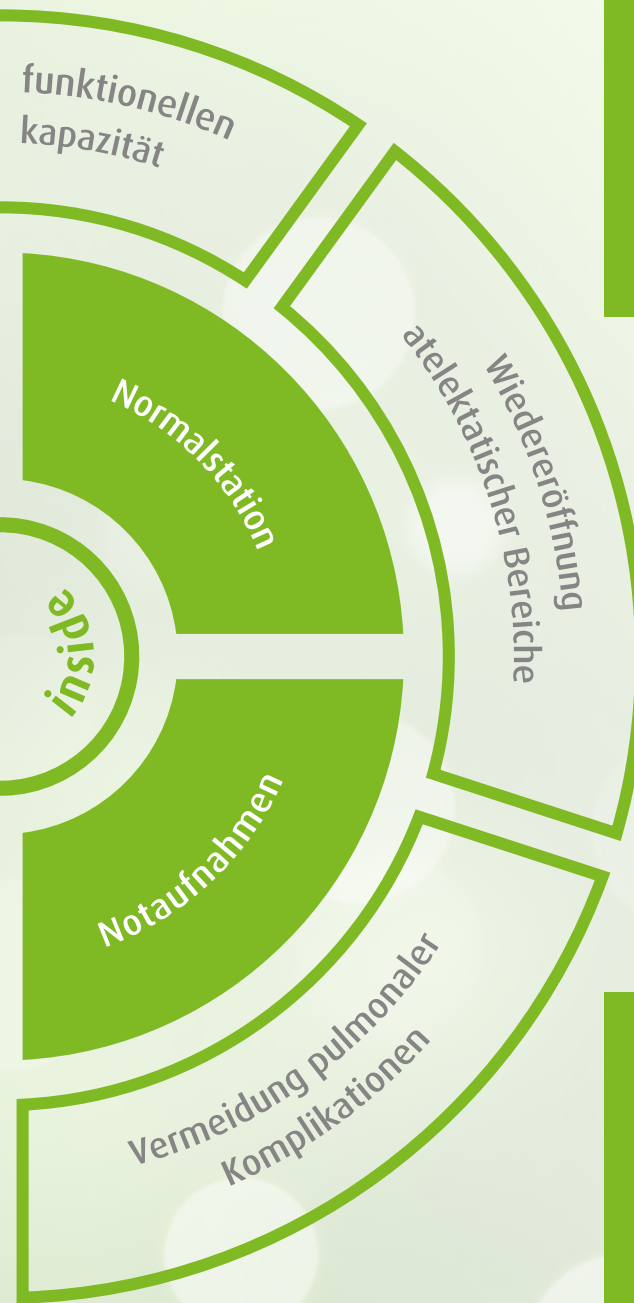 funktionellen
kapazität
Normalstation
Wiedereröffnung
atelektatischer Bereiche
inside
Notaufnahmen
Vermeidung pulmonaler
Komplikationen